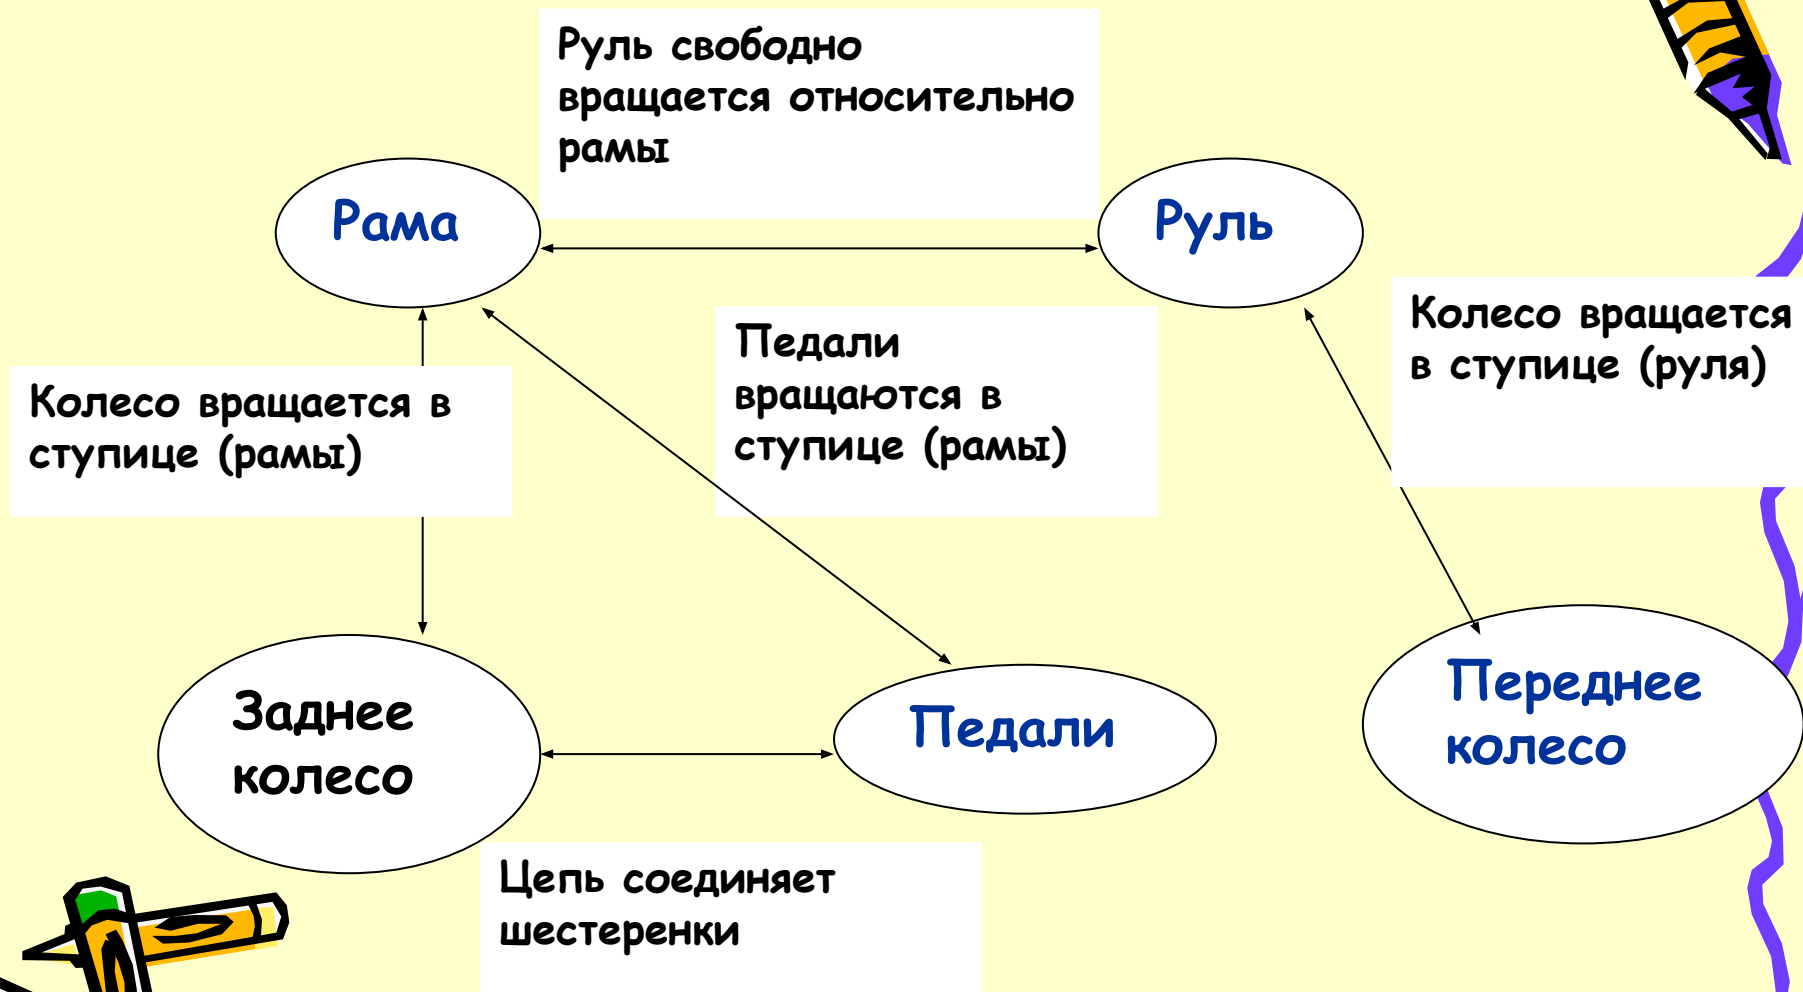 Руль свободно
вращается относительно
рамы
Рама
Руль
Колесо вращается
в ступице (руля)
Педали
вращаются в
ступице (рамы)
Колесо вращается в
ступице (рамы)
Заднее
колесо
Педали
Переднее
колесо
Цепь соединяет
шестеренки